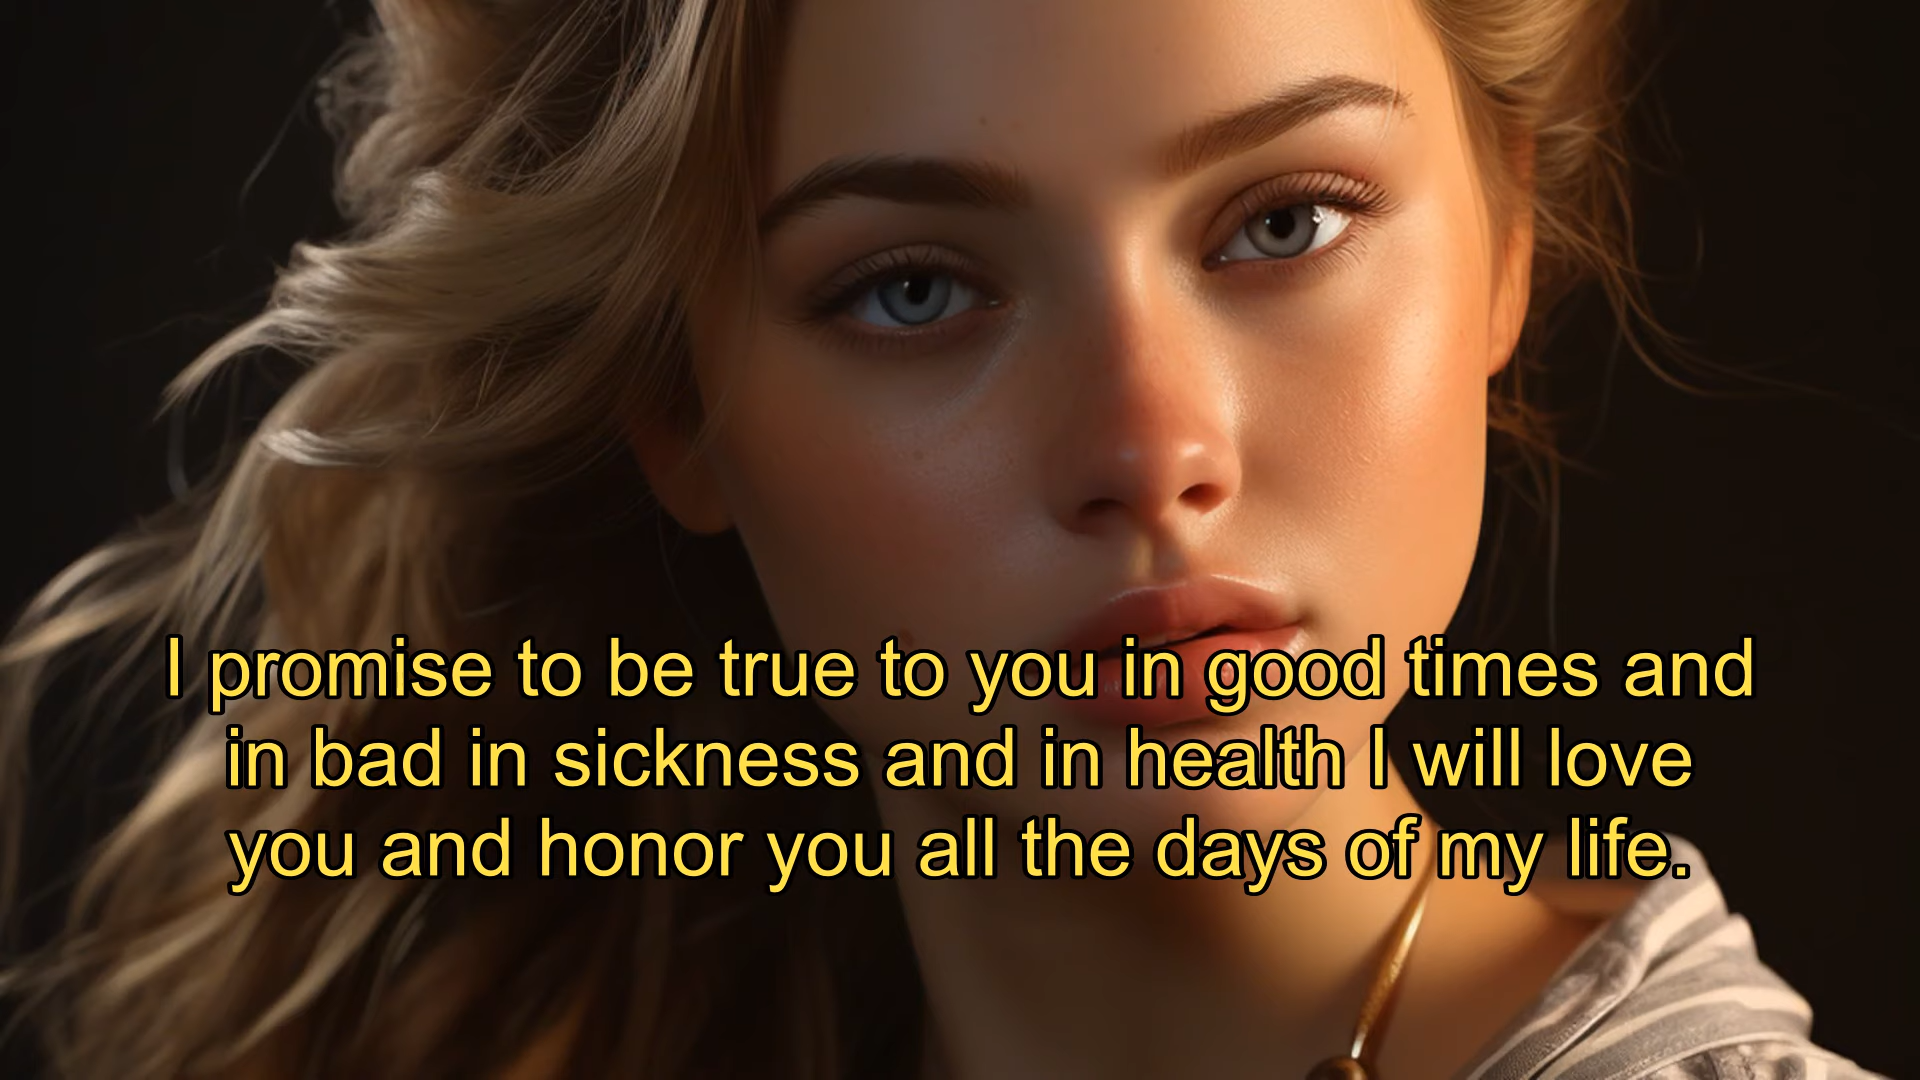 I promise to be true to you in good times and
in bad in sickness and in health I will love
you and honor you all the days of my life.